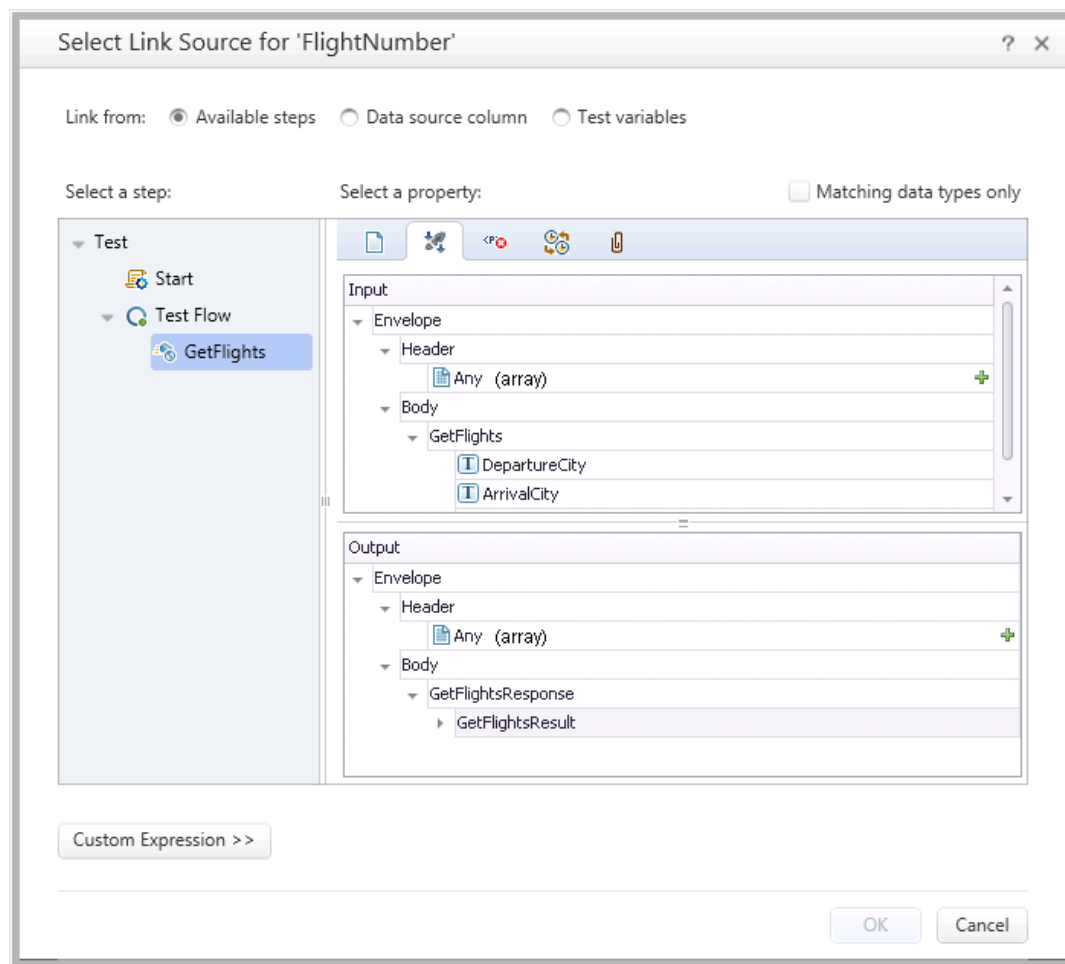 Select Link Source for 'FlightNumber'
? ×
Link from: Available steps Data source column Test variables
Select a step: Select a property: Matching data types only
Test
Start
Test Flow
GetFlights
<P>
Input
Envelope
Header
Any (array)
Body
GetFlights
T DepartureCity
T ArrivalCity
Output
Envelope
Header
Any (array)
Body
GetFlightsResponse
GetFlightsResult
Custom Expression >>
OK Cancel